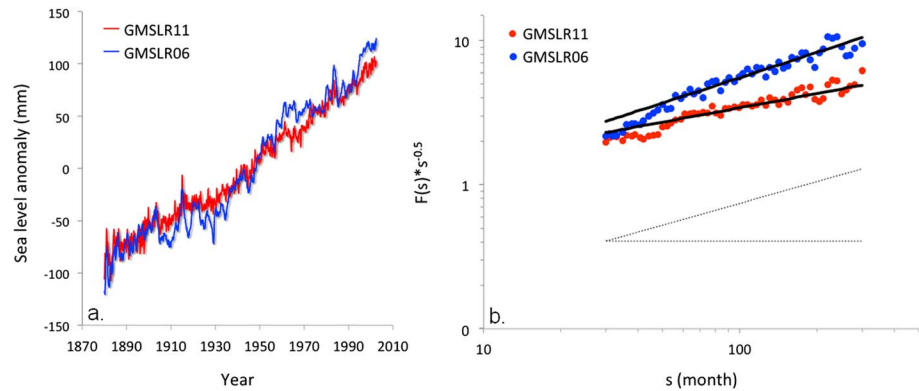 GMSLR11
GMSLR06
Sea level anomaly (mm)
150
100
50
0
-50
-100
-150
a.
1870 1890 1910 1930 1950 1970 1990 2010
Year
GMSLR11
GMSLR06
F(s)*s-0.5
10
1
0
b.
10 100
s (month)